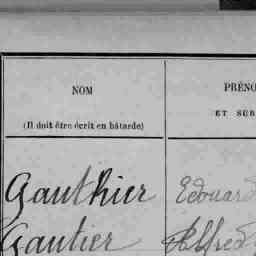 NOM PRÉNO
ET SUR
(Il doit être écrit en bâtarde)
Gauthier Edouard
Gautier Alfred